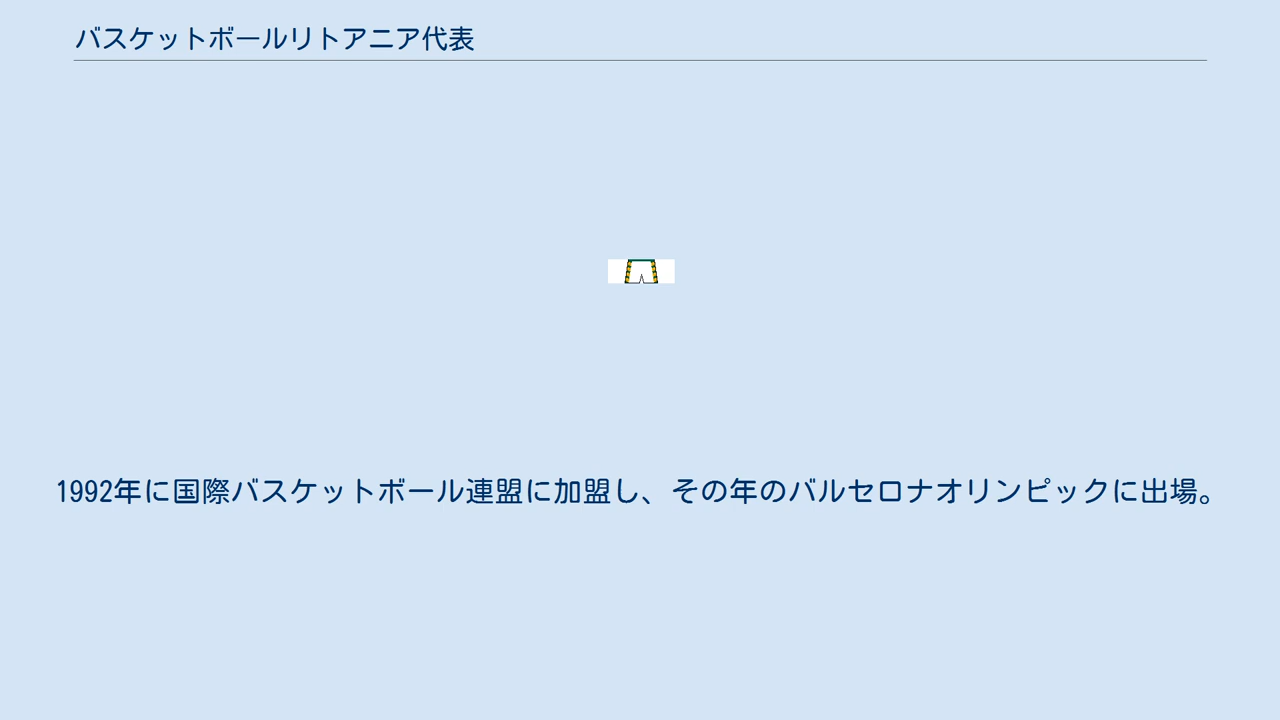 バスケットボールリトアニア代表
1992年に国際バスケットボール連盟に加盟し、その年のバルセロナオリンピックに出場。